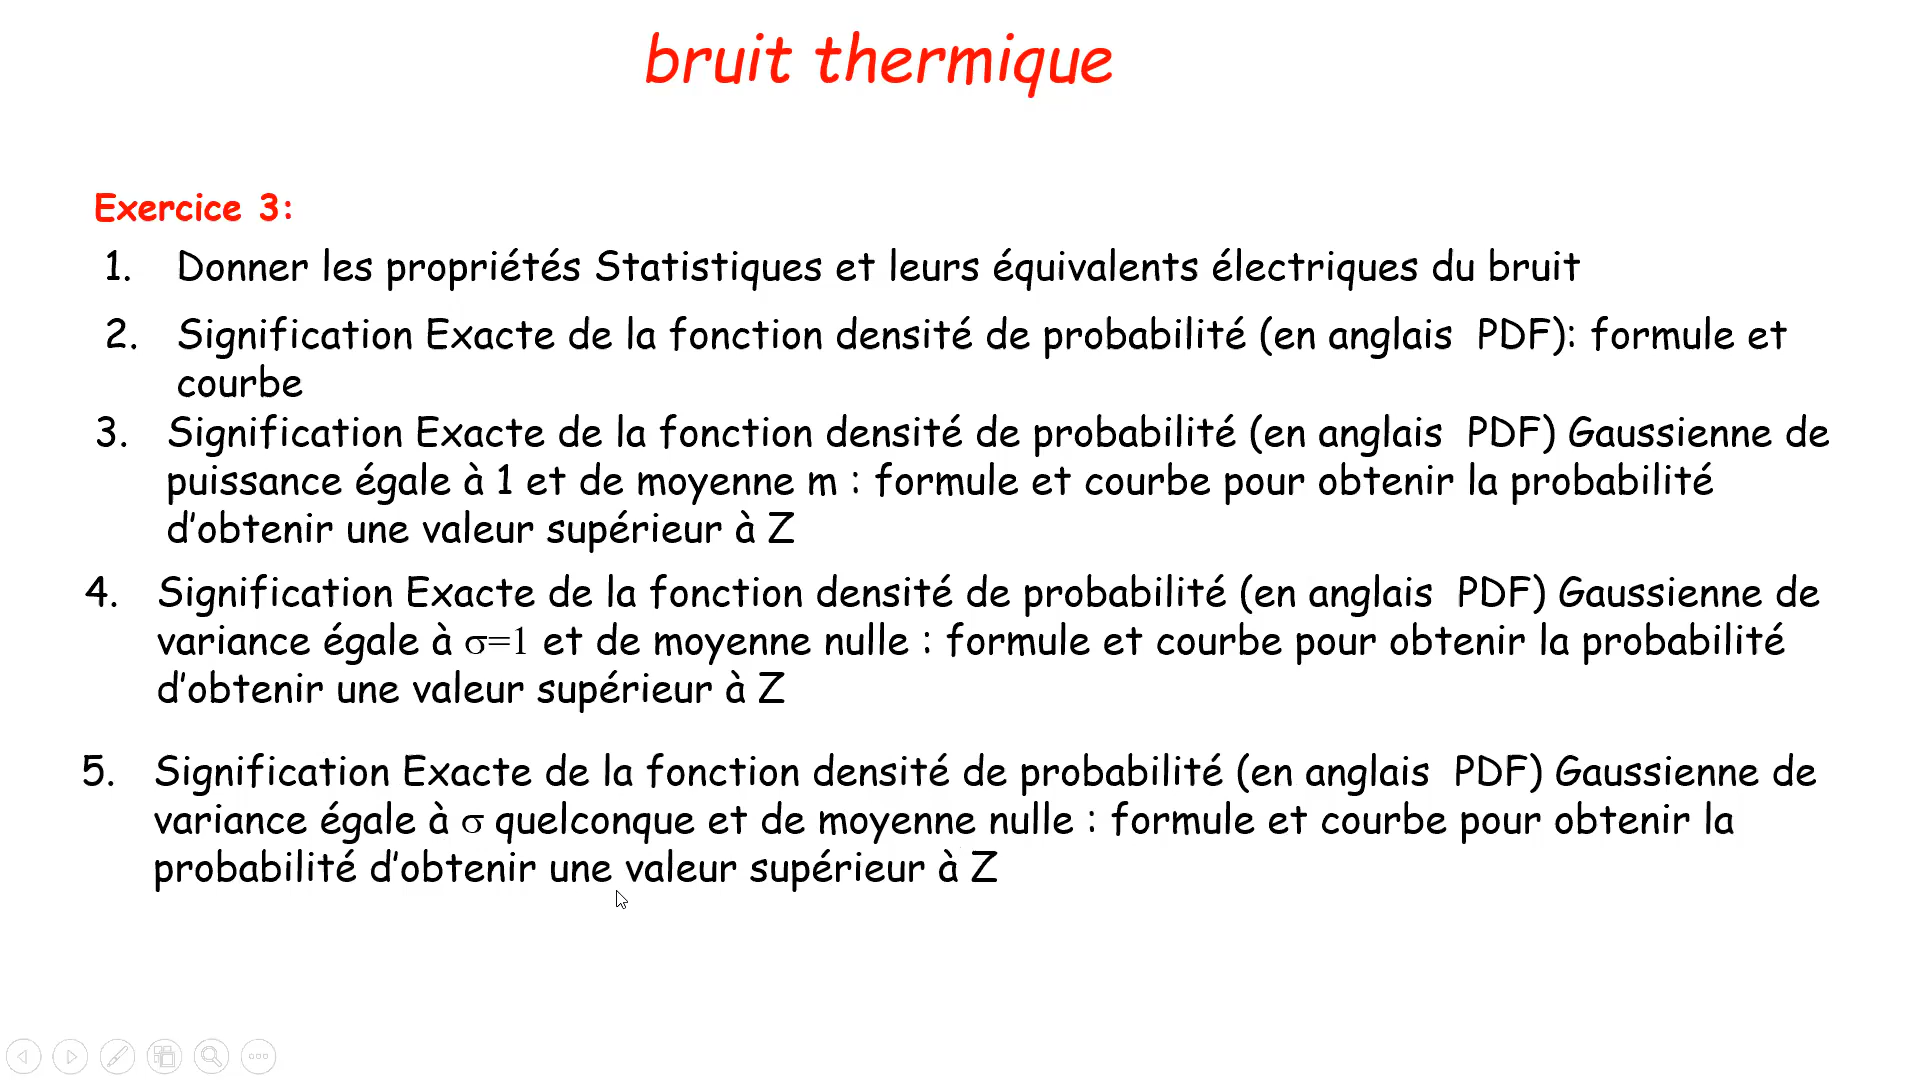 bruit thermique
Exercice 3:
1. Donner les propriétés Statistiques et leurs équivalents électriques du bruit
2. Signification Exacte de la fonction densité de probabilité (en anglais PDF): formule et
courbe
3. Signification Exacte de la fonction densité de probabilité (en anglais PDF) Gaussienne de
puissance égale à 1 et de moyenne m : formule et courbe pour obtenir la probabilité
d'obtenir une valeur supérieur à Z
4. Signification Exacte de la fonction densité de probabilité (en anglais PDF) Gaussienne de
variance égale à σ=1 et de moyenne nulle : formule et courbe pour obtenir la probabilité
d'obtenir une valeur supérieur à Z
5. Signification Exacte de la fonction densité de probabilité (en anglais PDF) Gaussienne de
variance égale à σ quelconque et de moyenne nulle : formule et courbe pour obtenir la
probabilité d'obtenir une valeur supérieur à Z